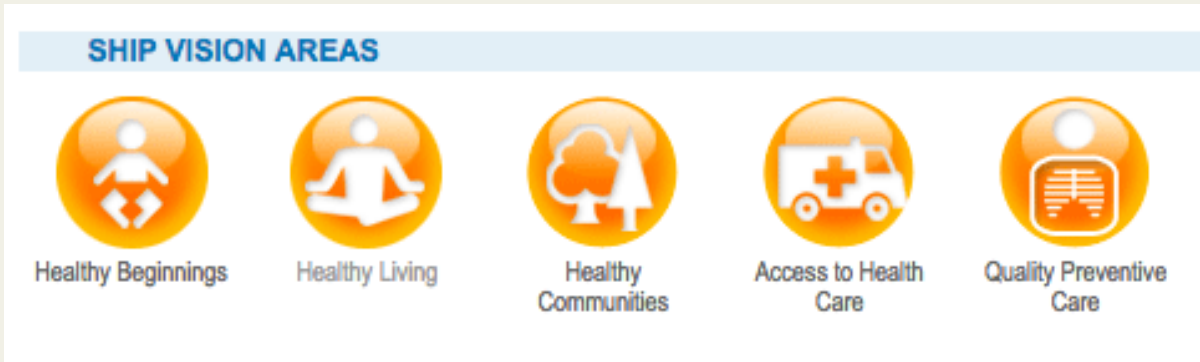 SHIP VISION AREAS
Healthy Beginnings
Healthy Living
Healthy
Communities
Access to Health
Care
Quality Preventive
Care